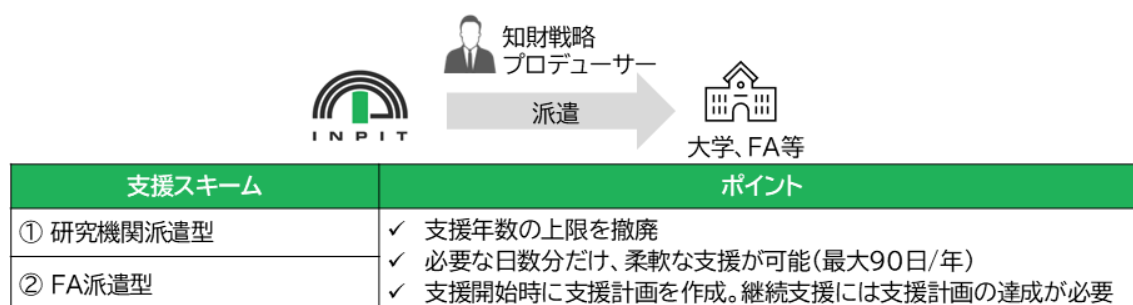 知財戦略
プロデューサー
INPIT
派遣
大学、FA等
支援スキーム
ポイント
① 研究機関派遣型
② FA派遣型
✓ 支援年数の上限を撤廃
✓ 必要な日数分だけ、柔軟な支援が可能(最大90日/年)
✓ 支援開始時に支援計画を作成。継続支援には支援計画の達成が必要